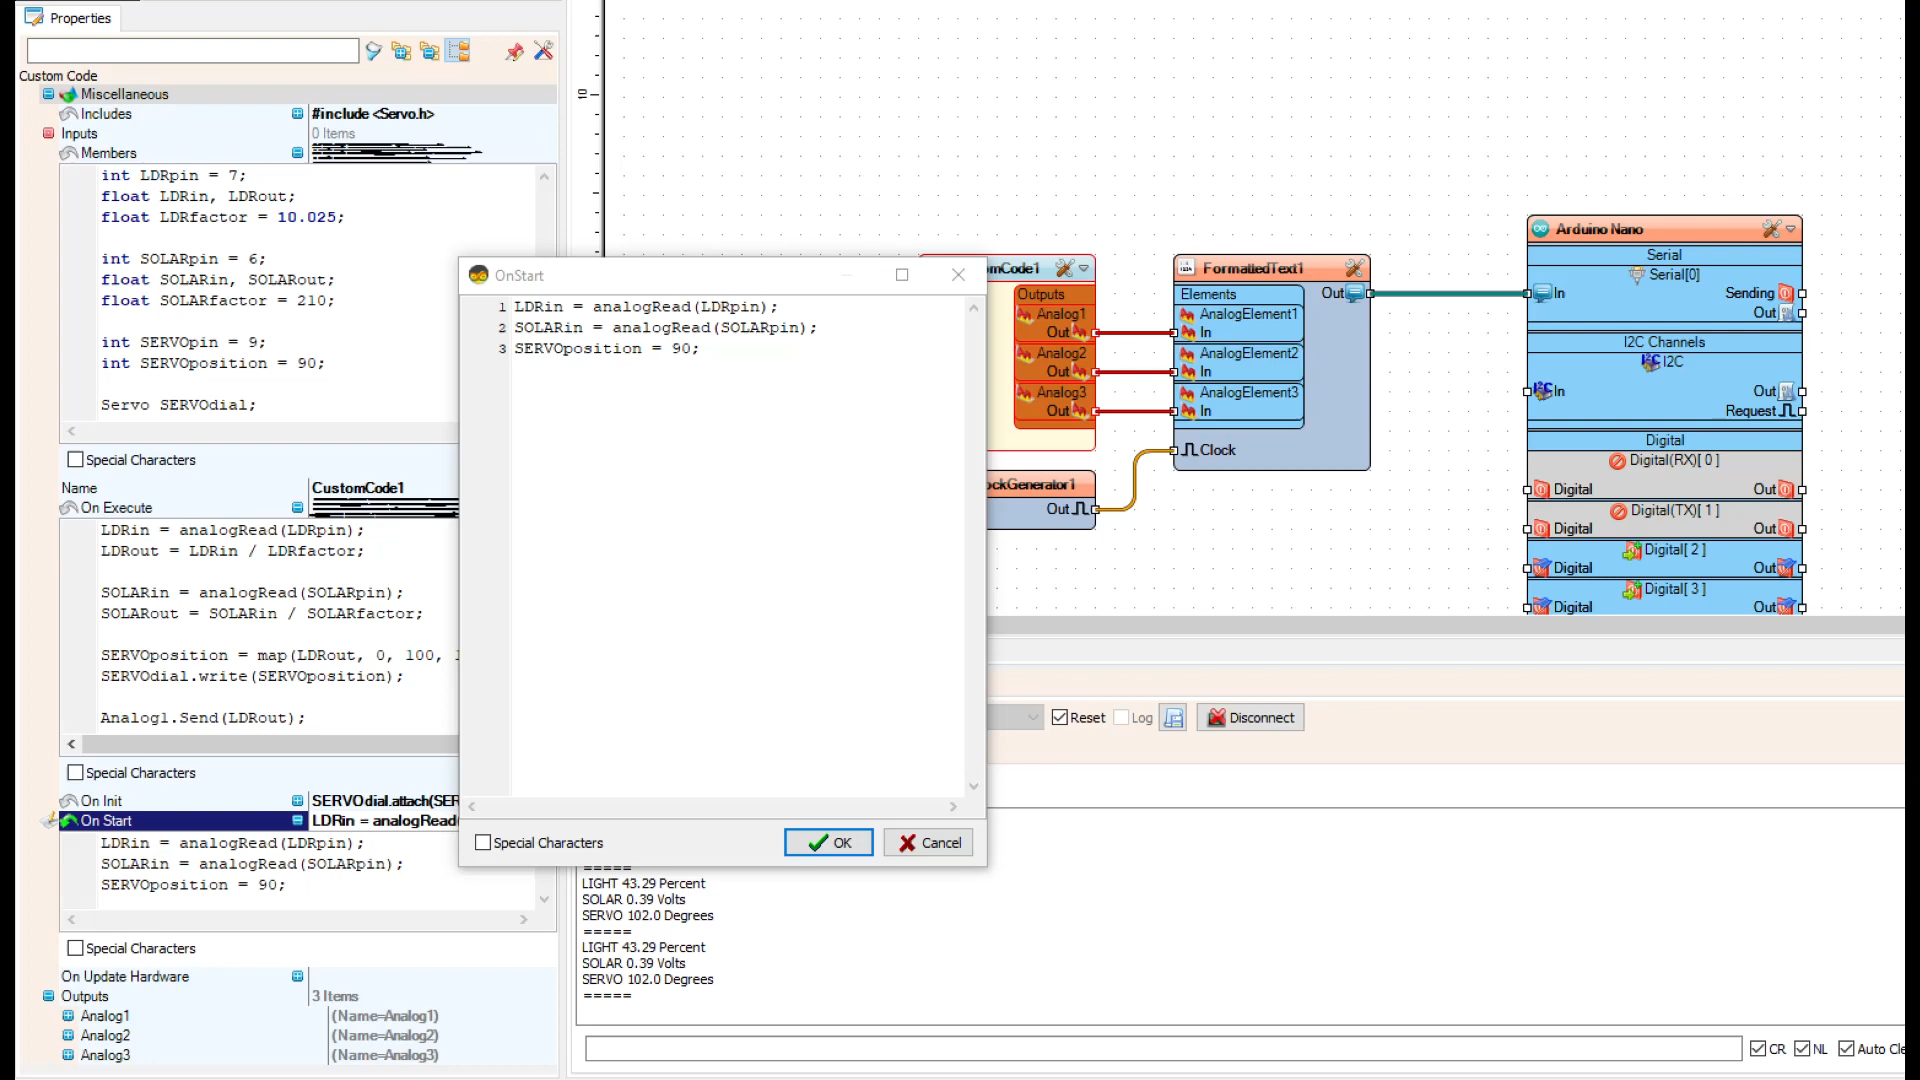 Properties
Custom Code
Miscellaneous
Includes
#include <Servo.h>
Inputs
0 Items
Members
int LDRpin = 7;
float LDRin, LDRout;
float LDRfactor = 10.025;
int SOLARpin = 6;
float SOLARin, SOLARout;
float SOLARfactor = 210;
int SERVOpin = 9;
int SERVOposition = 90;
Servo SERVOdial;
Special Characters
Name
CustomCode1
On Execute
LDRin = analogRead(LDRpin);
LDRout = LDRin / LDRfactor;
SOLARin = analogRead(SOLARpin);
SOLARout = SOLARin / SOLARfactor;
SERVOposition = map(LDRout, 0, 100,
SERVOdial.write(SERVOposition);
Analog1.Send(LDRout);
Special Characters
On Init
SERVOdial.attach(SER
On Start
LDRin = analogRead
LDRin = analogRead(LDRpin);
SOLARin = analogRead(SOLARpin);
SERVOposition = 90;
Special Characters
On Update Hardware
Outputs
3 Items
Analog1
(Name=Analog1)
Analog2
(Name=Analog2)
Analog3
(Name=Analog3)
OnStart
1 LDRin = analogRead(LDRpin);
2 SOLARin = analogRead(SOLARpin);
3 SERVOposition = 90;
Special Characters
OK
Cancel
10
mCode1
Outputs
Analog1
Out
Analog2
Out
Analog3
Out
ockGenerator1
Out
FormattedText1
Elements
Out
AnalogElement1
In
AnalogElement2
In
AnalogElement3
In
Clock
Arduino Nano
Serial
Serial[0]
In
Sending
Out
I2C Channels
I2C
In
Out
Request
Digital
Digital(RX)[ 0 ]
Digital
Out
Digital(TX)[ 1 ]
Digital
Out
Digital[ 2 ]
Digital
Out
Digital[ 3 ]
Digital
Out
Reset
Log
Disconnect
=====
LIGHT 43.29 Percent
SOLAR 0.39 Volts
SERVO 102.0 Degrees
=====
LIGHT 43.29 Percent
SOLAR 0.39 Volts
SERVO 102.0 Degrees
=====
CR
NL
Auto Cle